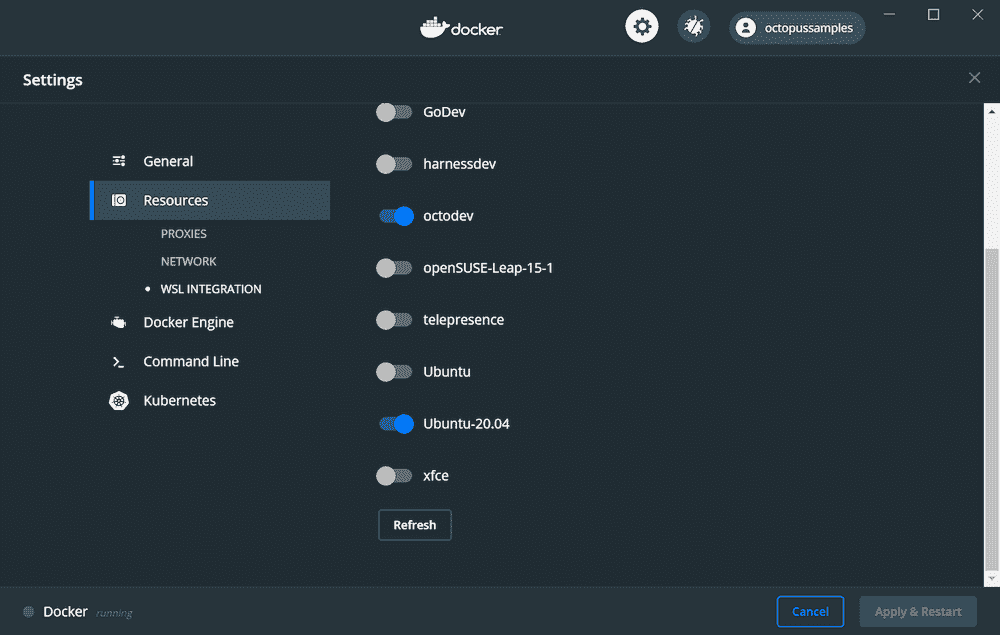 docker
octopussamples
Settings
General
Resources
PROXIES
NETWORK
WSL INTEGRATION
Docker Engine
Command Line
Kubernetes
GoDev
harnessdev
octodev
openSUSE-Leap-15-1
telepresence
Ubuntu
Ubuntu-20.04
xfce
Refresh
Docker running
Cancel
Apply & Restart